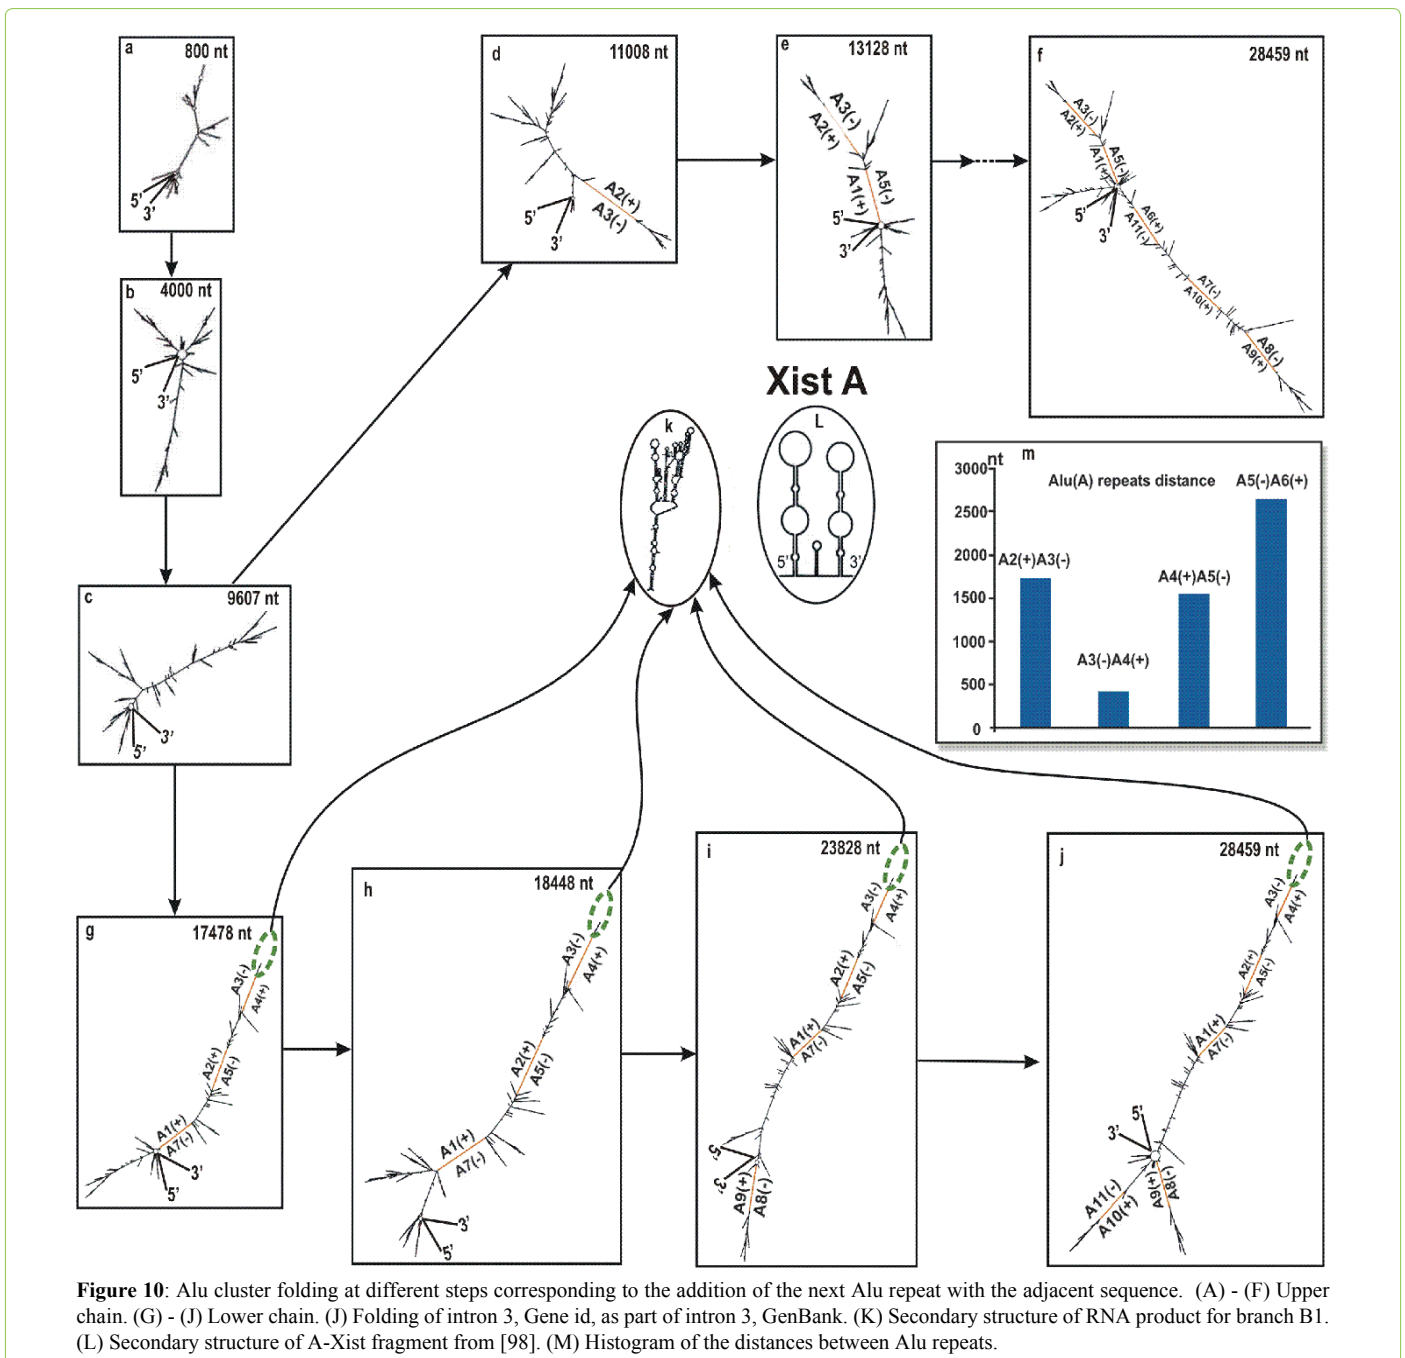 a
800 nt
5'
3'
b
4000 nt
5'
3'
c
9607 nt
3'
5'
d
11008 nt
A2(+)
A3(-)
5'
3'
e
13128 nt
A3(-)
A2(+)
A5(-)
A1(+)
5'
3'
f
28459 nt
A3(-)
A2(+)
A5(-)
A1(+)
A6(+)
A11(-)
5'
3'
A7(-)
A10(+)
A8(-)
A9(+)
Xist A
k
L
5'
3'
nt
m
3000
2500
2000
1500
1000
500
0
Alu(A) repeats distance
A5(-)A6(+)
A2(+)A3(-)
A4(+)A5(-)
A3(-)A4(+)
g
17478 nt
A3(-)
A4(+)
A2(+)
A5(-)
A1(+)
A7(-)
3'
5'
h
18448 nt
A3(-)
A4(+)
A2(+)
A5(-)
A1(+)
A7(-)
3'
5'
i
23828 nt
A3(-)
A4(+)
A2(+)
A5(-)
A1(+)
A7(-)
5'
3'
A9(+)
A8(-)
j
28459 nt
A3(-)
A4(+)
A2(+)
A5(-)
A1(+)
A7(-)
5'
3'
A11(-)
A10(+)
A9(+)
A8(-)
Figure 10: Alu cluster folding at different steps corresponding to the addition of the next Alu repeat with the adjacent sequence. (A) - (F) Upper
chain. (G) - (J) Lower chain. (J) Folding of intron 3, Gene id, as part of intron 3, GenBank. (K) Secondary structure of RNA product for branch B1.
(L) Secondary structure of A-Xist fragment from [98]. (M) Histogram of the distances between Alu repeats.